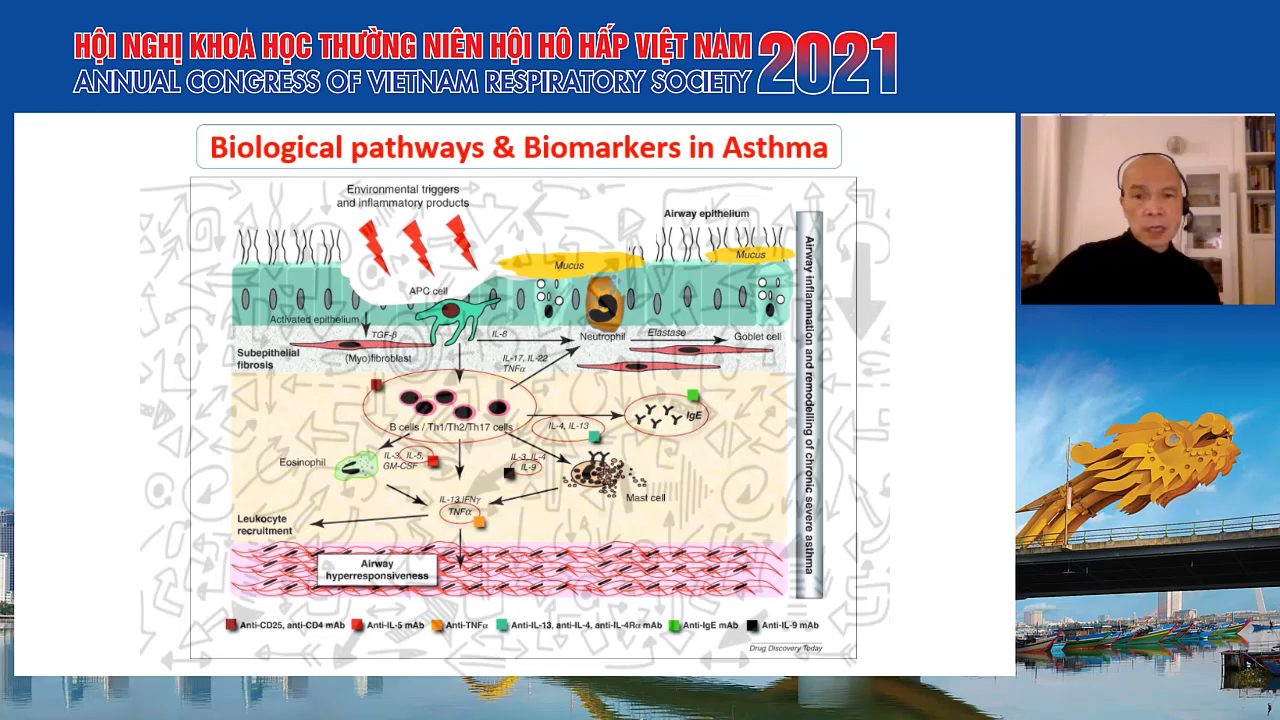 HỘI NGHỊ KHOA HỌC THƯỜNG NIÊN HỘI HÔ HẤP VIỆT NAM 2021
ANNUAL CONGRESS OF VIETNAM RESPIRATORY SOCIETY
Biological pathways & Biomarkers in Asthma
Environmental triggers
and inflammatory products
Airway epithelium
Mucus
Mucus
APC cell
Activated epithelium
TGF-β
IL-8
Neutrophil
Elastase
Goblet cell
Subepithelial
fibrosis
(Myo)fibroblast
IL-17, IL-22
TNFα
B cells / Th1/Th2/Th17 cells
IL-4, IL-13
IgE
Eosinophil
IL-3, IL-5,
GM-CSF
IL-3, IL-4
IL-9
Mast cell
IL-13,IFNγ
TNFα
Leukocyte
recruitment
Airway
hyperresponsiveness
Airway inflammation and remodelling of chronic severe asthma
Anti-CD25, anti-CD4 mAb
Anti-IL-5 mAb
Anti-TNFα
Anti-IL-13, anti-IL-4, anti-IL-4Rα mAb
Anti-IgE mAb
Anti-IL-9 mAb
Drug Discovery Today